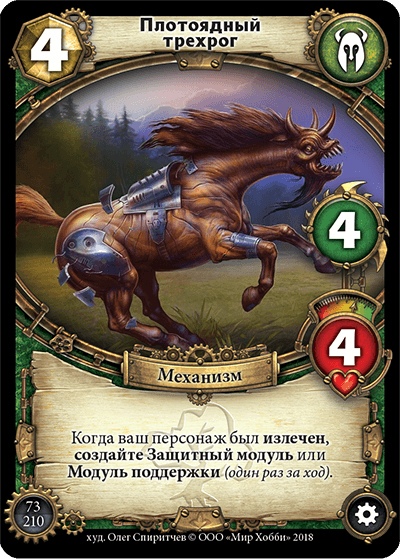 4
Плотоядный
трехрог
4
4
Механизм
Когда ваш персонаж был излечен,
создайте Защитный модуль или
Модуль поддержки (один раз за ход).
73
210
худ. Олег Спиритчев © ООО «Мир Хобби» 2018